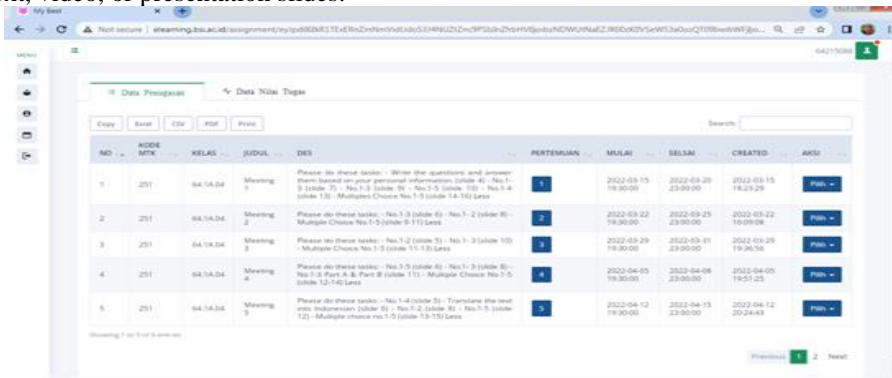 ent, video, or presentation slides.
My Best
Not secure | elearning.bsi.ac.id/assignment/
MENU
64215088
Data Penugasan
Data Nilai Tugas
Copy Excel CSV PDF Print
Search:
NO KODE MTK KELAS JUDUL DES PERTEMUAN MULAI SELSAI CREATED AKSI
1 251 64.1A.04 Meeting 1 Please do these tasks: - Write the questions and answer them based on your personal information (slide 4) - No.1-5 (slide 7) - No.1-3 (slide 9) - No.1-5 (slide 10) - No.1-4 (slide 13) - Multiples Choice No.1-5 (slide 14-16) Less 1 2022-03-15 19:30:00 2022-03-20 23:00:00 2022-03-15 18:23:29 Pilih
2 251 64.1A.04 Meeting 2 Please do these tasks: - No.1-3 (slide 6) - No.1- 2 (slide 8) - Multiple Choice No.1-5 (slide 9-11) Less 2 2022-03-22 19:30:00 2022-03-25 23:00:00 2022-03-22 16:09:08 Pilih
3 251 64.1A.04 Meeting 3 Please do these tasks: - No.1-2 (slide 5) - No.1- 3 (slide 10) - Multiple Choice No.1-5 (slide 11-13) Less 3 2022-03-29 19:30:00 2022-03-31 23:00:00 2022-03-29 19:36:56 Pilih
4 251 64.1A.04 Meeting 4 Please do these tasks: - No.1-5 (slide 6) - No.1- 3 (slide 8) - No.1-3 Part A & Part B (slide 11) - Multiple Choice No.1-5 (slide 12-14) Less 4 2022-04-05 19:30:00 2022-04-08 23:00:00 2022-04-05 19:51:25 Pilih
5 251 64.1A.04 Meeting 5 Please do these tasks: - No.1-4 (slide 5) - Translate the text into Indonesian (slide 6) - No.1-2 (slide 8) - No.1-5 (slide 12) - Multiple choice no.1-5 (slide 13-15) Less 5 2022-04-12 19:30:00 2022-04-15 23:00:00 2022-04-12 20:24:43 Pilih
Showing 1 to 5 of 6 entries
Previous 1 2 Next